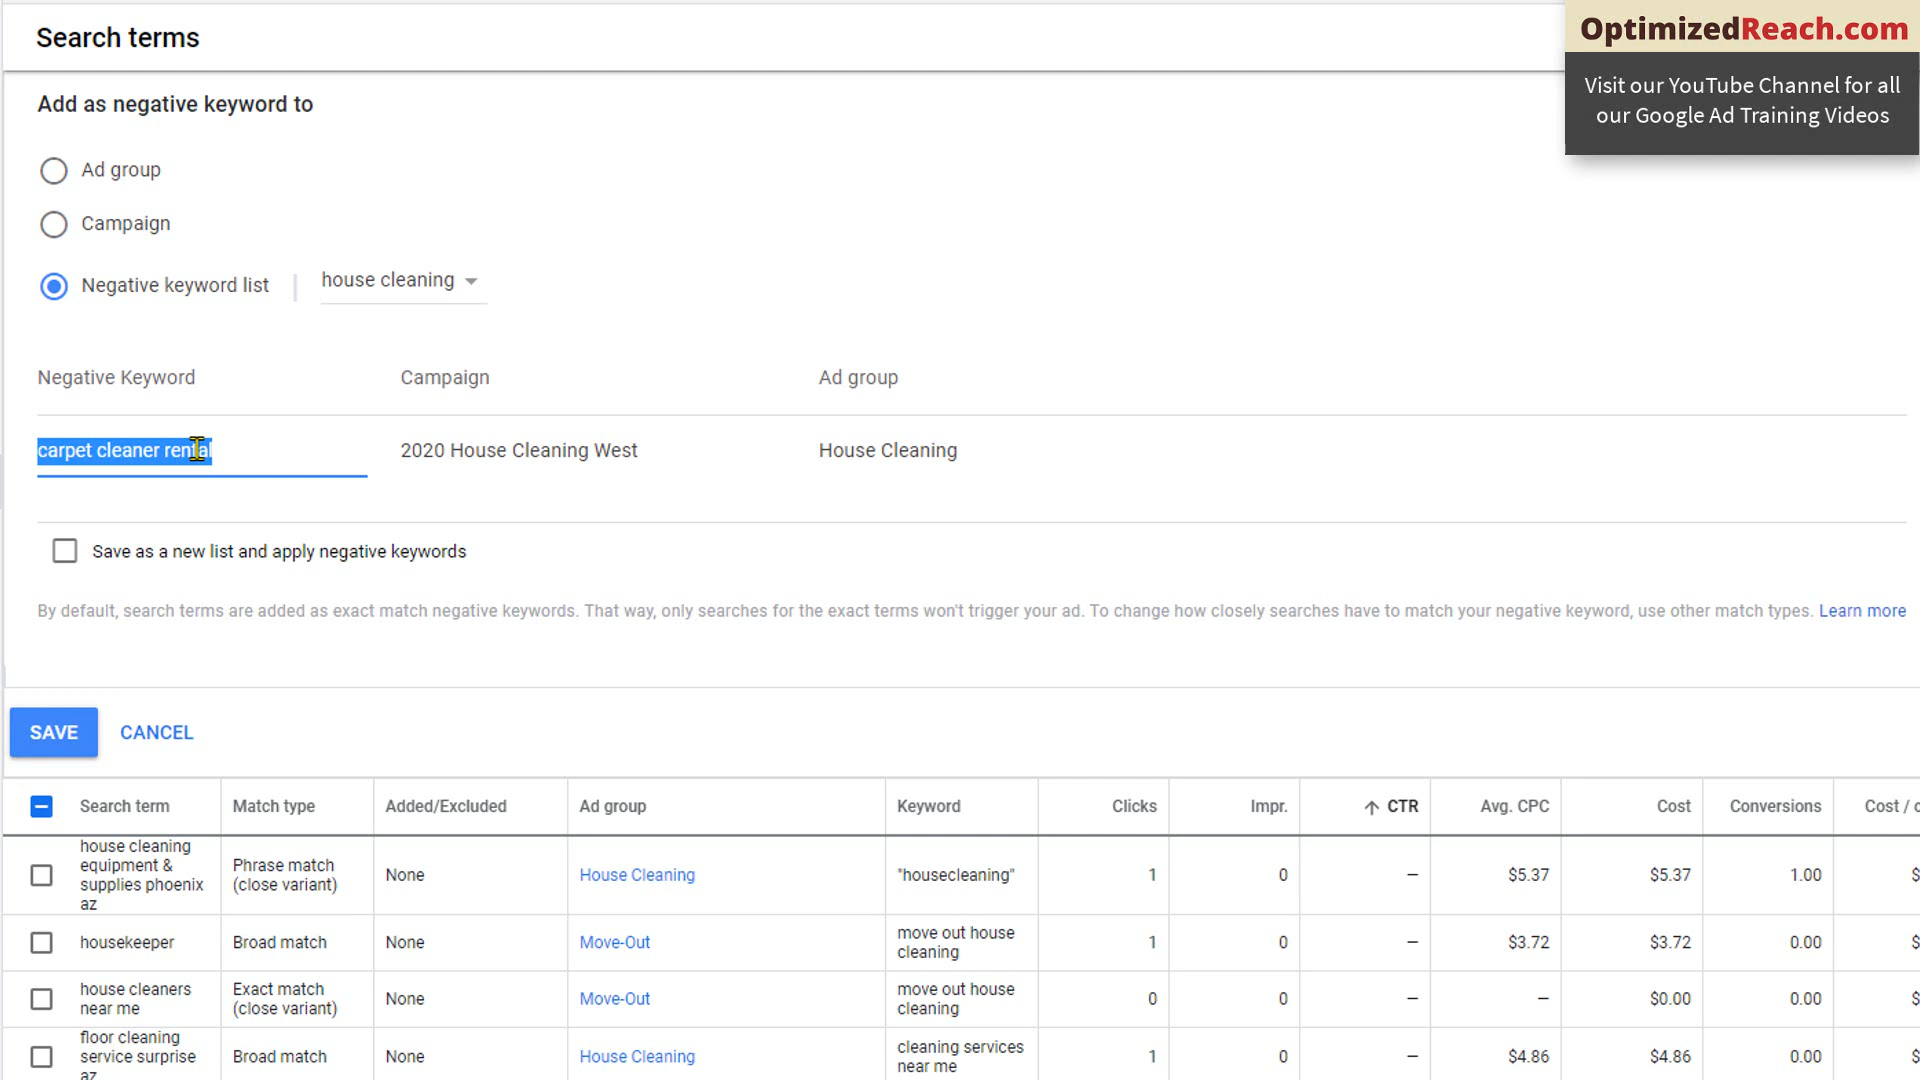 Search terms
OptimizedReach.com
Visit our YouTube Channel for all
our Google Ad Training Videos
Add as negative keyword to
Ad group
Campaign
Negative keyword list
house cleaning
Negative Keyword Campaign Ad group
carpet cleaner rental 2020 House Cleaning West House Cleaning
Save as a new list and apply negative keywords
By default, search terms are added as exact match negative keywords. That way, only searches for the exact terms won't trigger your ad. To change how closely searches have to match your negative keyword, use other match types. Learn more
SAVE CANCEL
Search term Match type Added/Excluded Ad group Keyword Clicks Impr. ↑ CTR Avg. CPC Cost Conversions Cost /
house cleaning
equipment &
supplies phoenix
az
Phrase match
(close variant)
None House Cleaning "housecleaning" 1 0 — $5.37 $5.37 1.00 $
housekeeper Broad match None Move-Out
move out house
cleaning
1 0 — $3.72 $3.72 0.00 $
house cleaners
near me
Exact match
(close variant)
None Move-Out
move out house
cleaning
0 0 — — $0.00 0.00 $
floor cleaning
service surprise
az
Broad match None House Cleaning
cleaning services
near me
1 0 — $4.86 $4.86 0.00 $